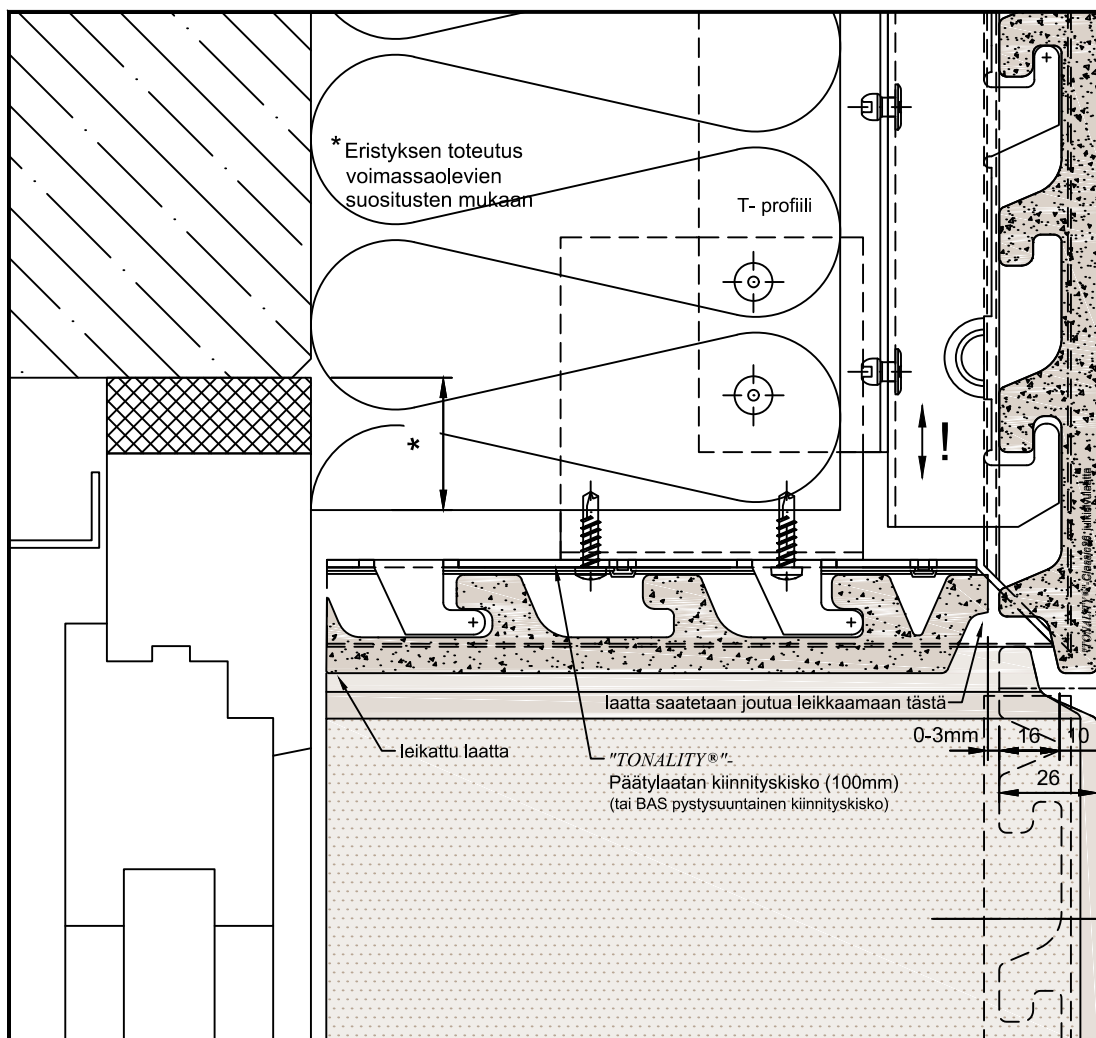 * Eristyksen toteutus
voimassaolevien
suositusten mukaan
T- profiili
*
!
laatta saatetaan joutua leikkaamaan tästä
leikattu laatta
0-3mm
16
10
26
"TONALITY®"-
Päätylaatan kiinnityskisko (100mm)
(tai BAS pystysuuntainen kiinnityskisko)